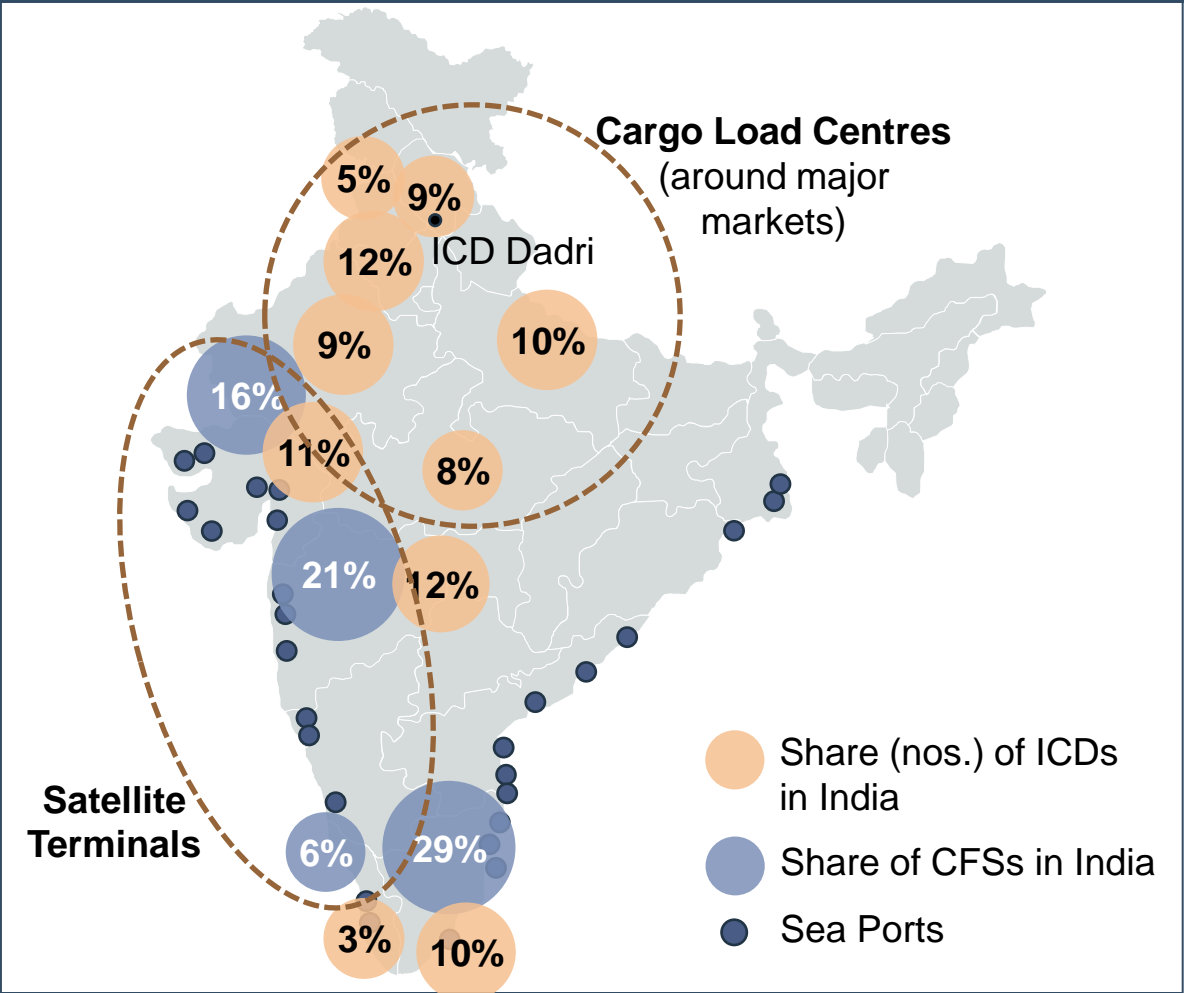 Cargo Load Centres
(around major
markets)
5%
9%
ICD Dadri
12%
9%
10%
16%
11%
8%
21%
12%
Share (nos.) of ICDs
in India
Satellite
Terminals
6%
29%
Share of CFSs in India
Sea Ports
3%
10%